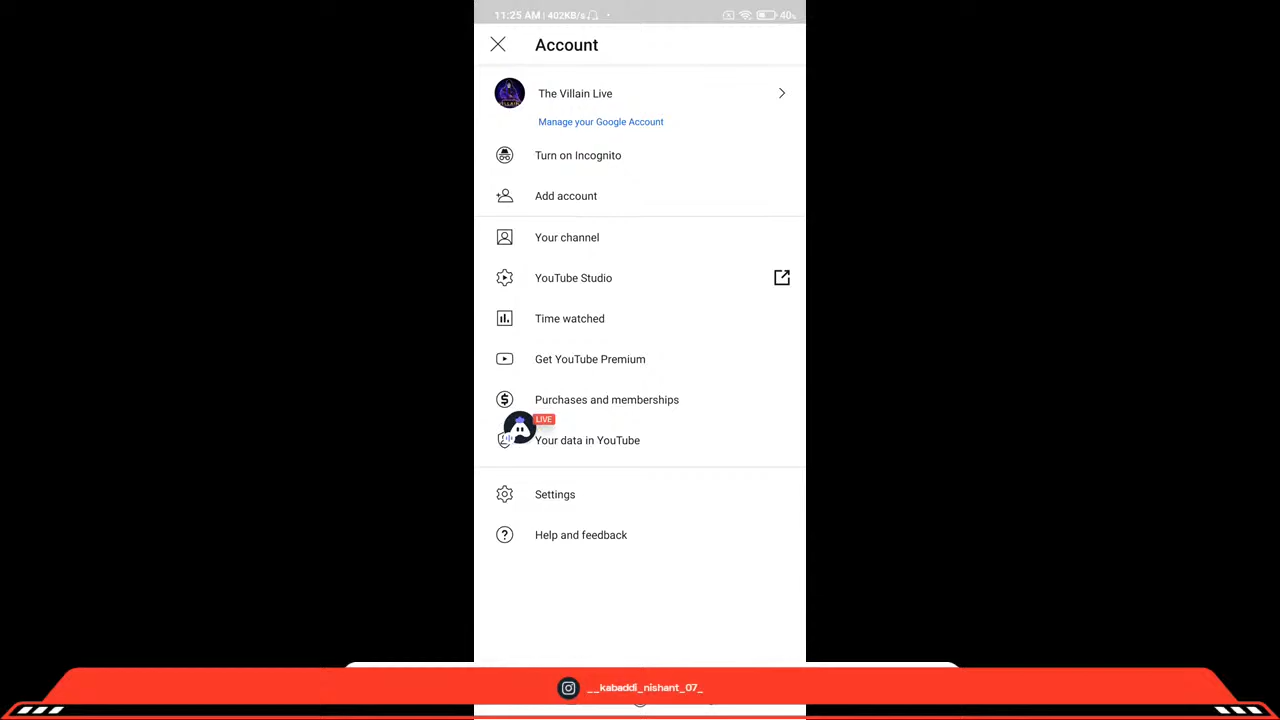 11:25 AM | 402KB/s
40%
Account
The Villain Live
Manage your Google Account
Turn on Incognito
Add account
Your channel
YouTube Studio
Time watched
Get YouTube Premium
Purchases and memberships
LIVE
Your data in YouTube
Settings
Help and feedback
__kabaddi_nishant_07_